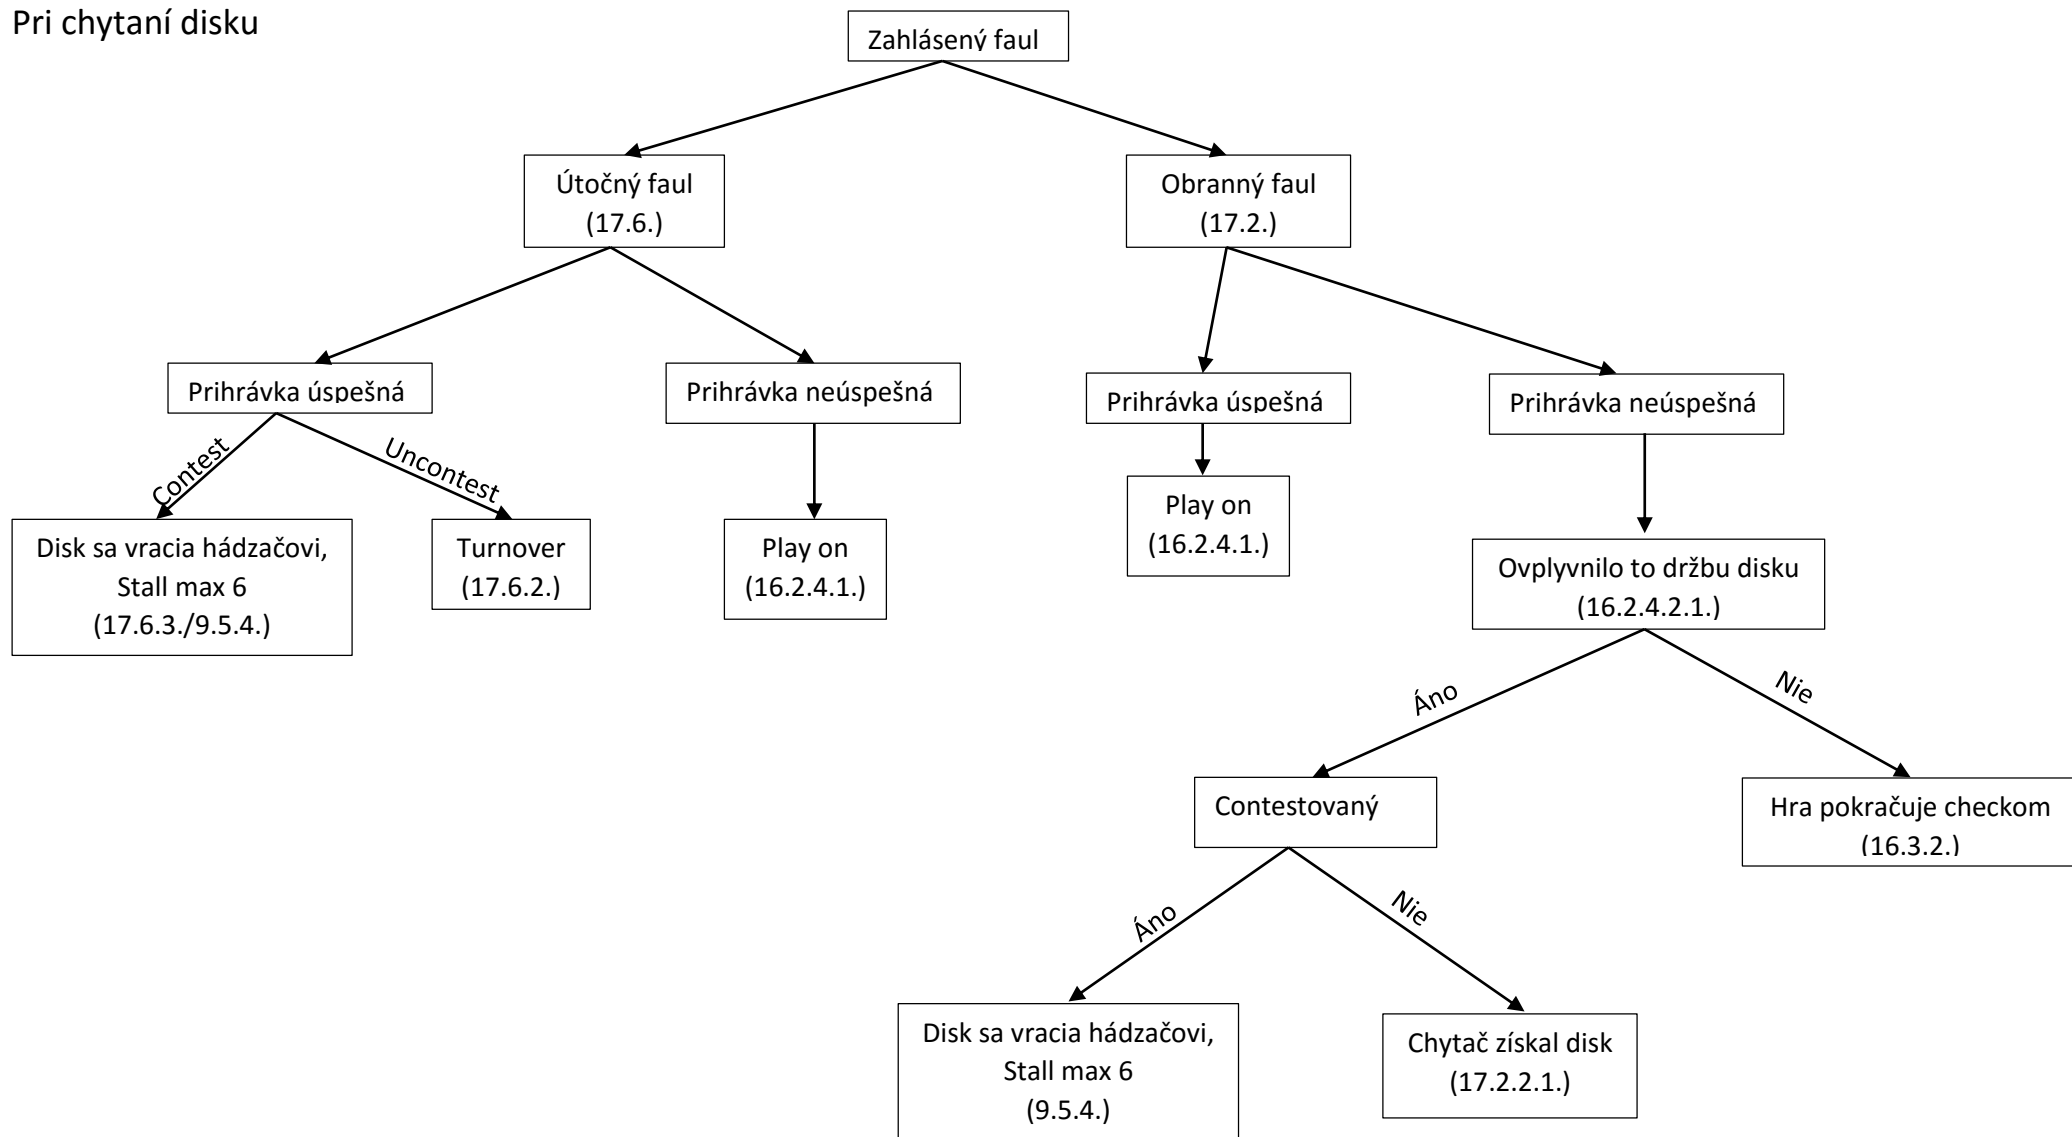 Pri chytaní disku
Zahlásený faul
Útočný faul
(17.6.)
Obranný faul
(17.2.)
Prihrávka úspešná
Prihrávka neúspešná
Prihrávka úspešná
Prihrávka neúspešná
Contest
Uncontest
Disk sa vracia hádzačovi,
Stall max 6
(17.6.3./9.5.4.)
Turnover
(17.6.2.)
Play on
(16.2.4.1.)
Play on
(16.2.4.1.)
Ovplyvnilo to držbu disku
(16.2.4.2.1.)
Áno
Nie
Contestovaný
Hra pokračuje checkom
(16.3.2.)
Áno
Nie
Disk sa vracia hádzačovi,
Stall max 6
(9.5.4.)
Chytač získal disk
(17.2.2.1.)